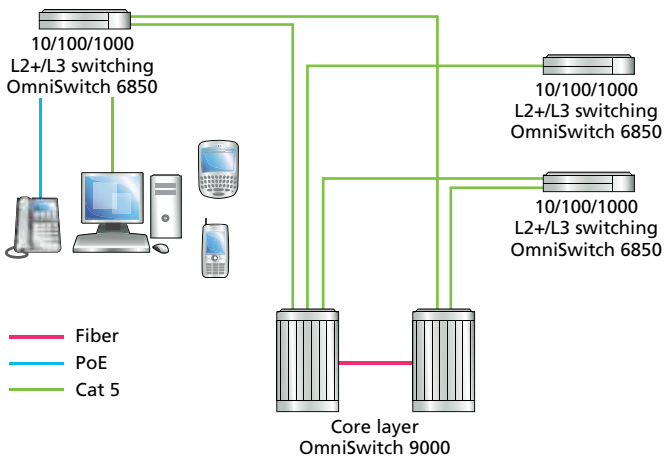 10/100/1000
L2+/L3 switching
OmniSwitch 6850
10/100/1000
L2+/L3 switching
OmniSwitch 6850
10/100/1000
L2+/L3 switching
OmniSwitch 6850
Fiber
PoE
Cat 5
Core layer
OmniSwitch 9000